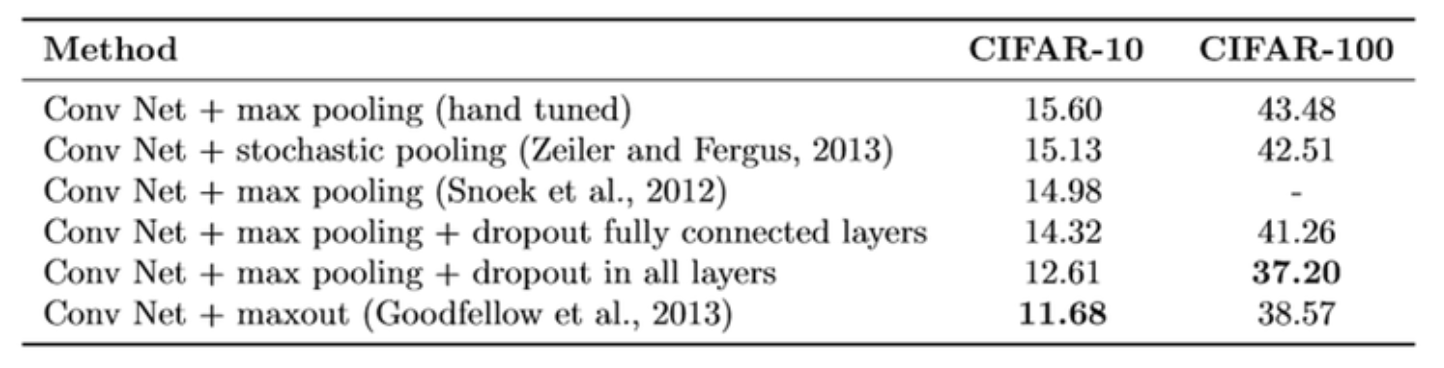 Method CIFAR-10 CIFAR-100
Conv Net + max pooling (hand tuned) 15.60 43.48
Conv Net + stochastic pooling (Zeiler and Fergus, 2013) 15.13 42.51
Conv Net + max pooling (Snoek et al., 2012) 14.98 -
Conv Net + max pooling + dropout fully connected layers 14.32 41.26
Conv Net + max pooling + dropout in all layers 12.61 37.20
Conv Net + maxout (Goodfellow et al., 2013) 11.68 38.57